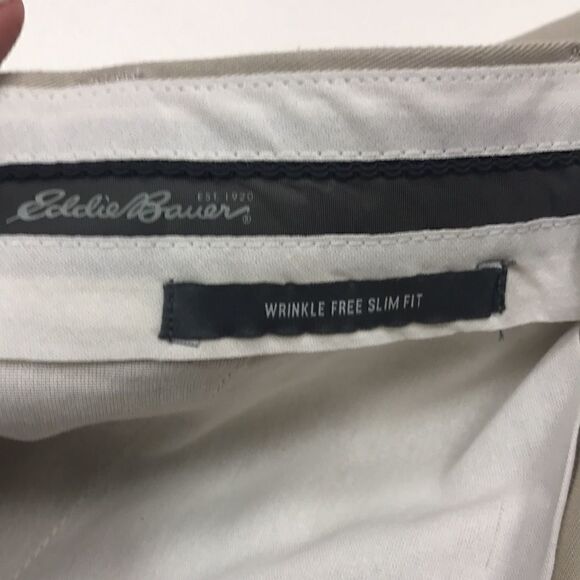 EST 1920
Eddie Bauer®
WRINKLE FREE SLIM FIT